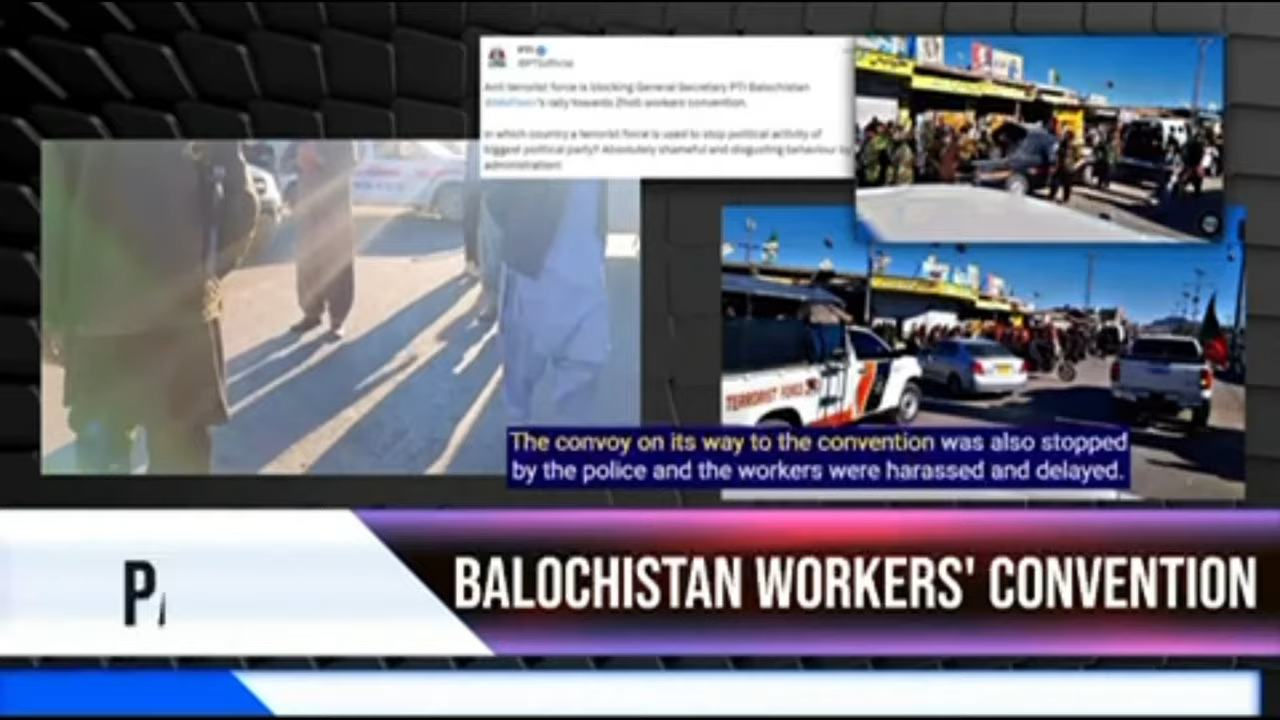 PTI
Anti terrorist force is blocking General Secretary PTI Balochistan
's rally towards Zhob workers convention.
In which country a terrorist force is used to stop political activity of
biggest political party? Absolutely shameful and disgusting behaviour by
administration!
TERRORIST FORCE
The convoy on its way to the convention was also stopped
by the police and the workers were harassed and delayed.
P
BALOCHISTAN WORKERS' CONVENTION